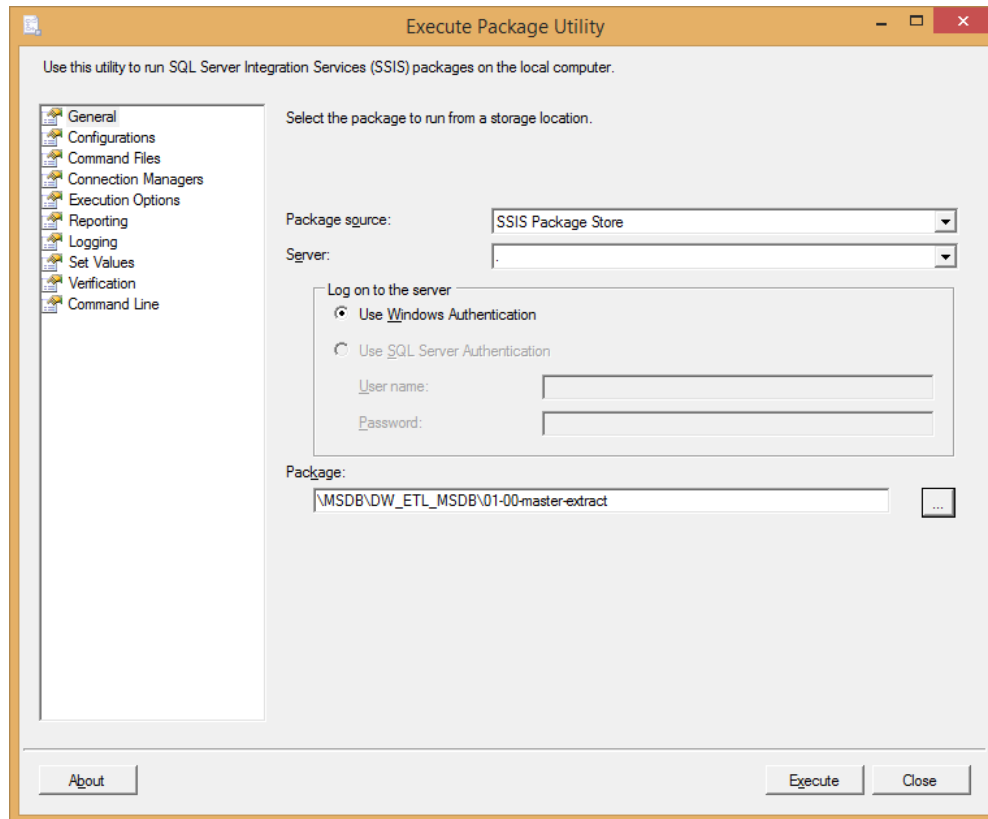 Execute Package Utility
Use this utility to run SQL Server Integration Services (SSIS) packages on the local computer.
General
Configurations
Command Files
Connection Managers
Execution Options
Reporting
Logging
Set Values
Verification
Command Line
Select the package to run from a storage location.
Package source:
SSIS Package Store
Server:
.
Log on to the server
Use Windows Authentication
Use SQL Server Authentication
User name:
Password:
Package:
\MSDB\DW_ETL_MSDB\01-00-master-extract
...
About
Execute
Close